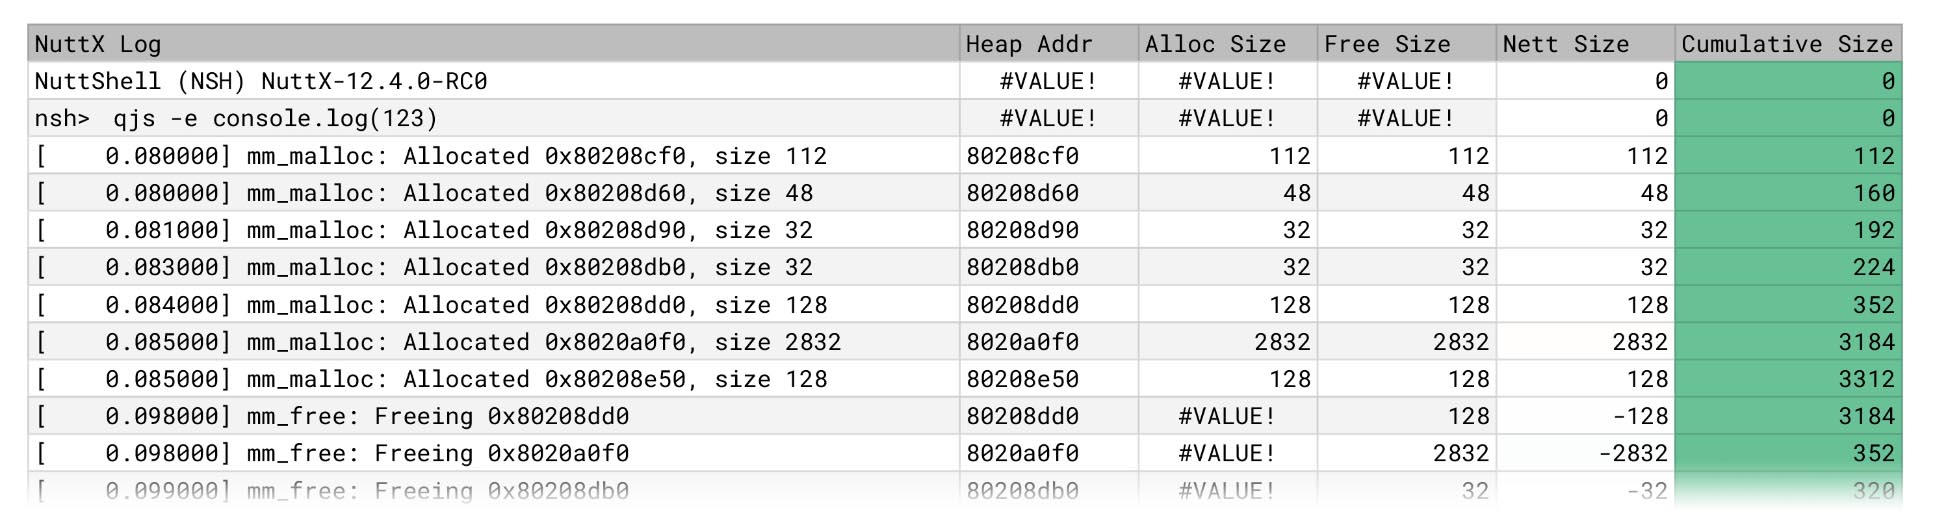 NuttX Log Heap Addr Alloc Size Free Size Nett Size Cumulative Size
NuttShell (NSH) NuttX-12.4.0-RC0 #VALUE! #VALUE! #VALUE! 0 0
nsh> qjs -e console.log(123) #VALUE! #VALUE! #VALUE! 0 0
[ 0.080000] mm_malloc: Allocated 0x80208cf0, size 112 80208cf0 112 112 112 112
[ 0.080000] mm_malloc: Allocated 0x80208d60, size 48 80208d60 48 48 48 160
[ 0.081000] mm_malloc: Allocated 0x80208d90, size 32 80208d90 32 32 32 192
[ 0.083000] mm_malloc: Allocated 0x80208db0, size 32 80208db0 32 32 32 224
[ 0.084000] mm_malloc: Allocated 0x80208dd0, size 128 80208dd0 128 128 128 352
[ 0.085000] mm_malloc: Allocated 0x8020a0f0, size 2832 8020a0f0 2832 2832 2832 3184
[ 0.085000] mm_malloc: Allocated 0x80208e50, size 128 80208e50 128 128 128 3312
[ 0.098000] mm_free: Freeing 0x80208dd0 80208dd0 #VALUE! 128 -128 3184
[ 0.098000] mm_free: Freeing 0x8020a0f0 8020a0f0 #VALUE! 2832 -2832 352
[ 0.099000] mm_free: Freeing 0x80208db0 80208db0 #VALUE! 32 -32 320